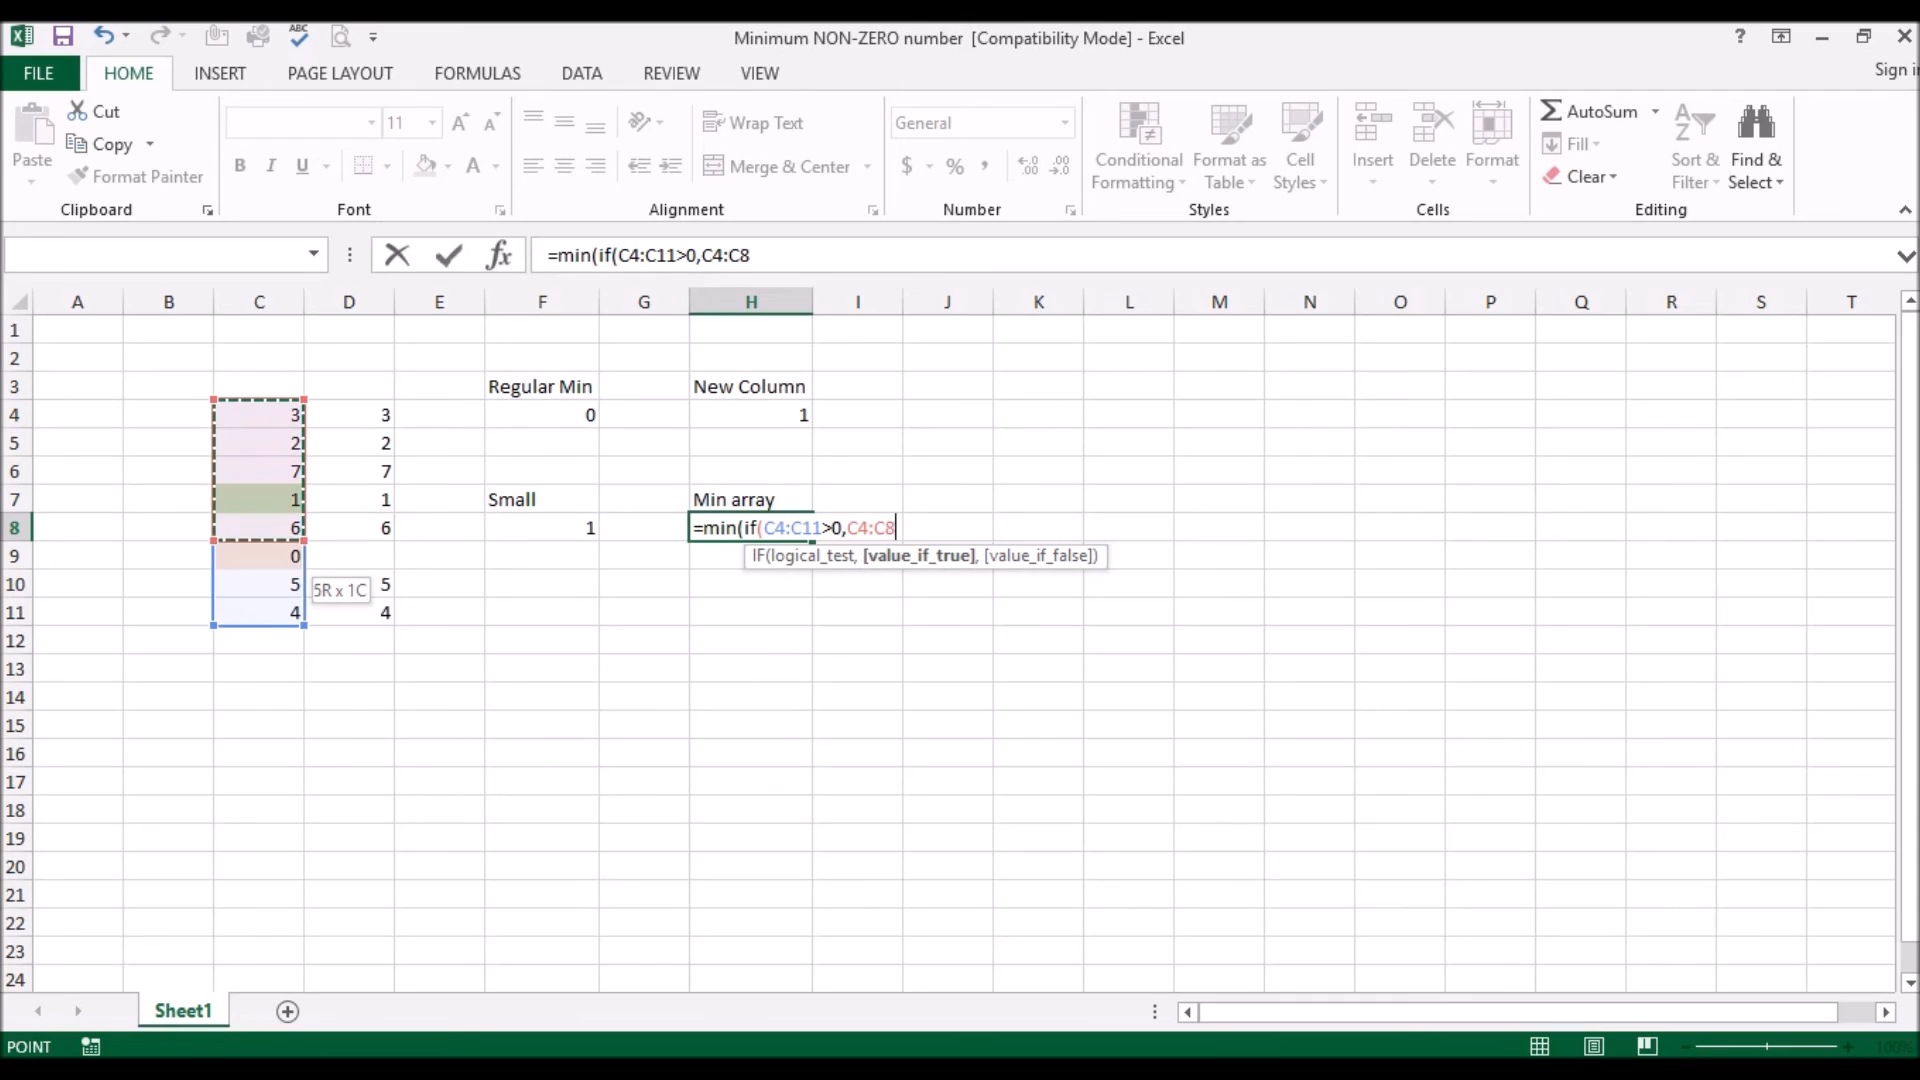 ABC
Minimum NON-ZERO number [Compatibility Mode] - Excel
?
FILE HOME INSERT PAGE LAYOUT FORMULAS DATA REVIEW VIEW
Sign in
Paste
Cut
Copy
Format Painter
Clipboard
11
B I U
Font
Wrap Text
Merge & Center
Alignment
General
$ % ,
Number
Conditional Formatting
Format as Table
Cell Styles
Styles
Insert Delete Format
Cells
AutoSum
Fill
Clear
Sort & Filter
Find & Select
Editing
fx =min(if(C4:C11>0,C4:C8
A B C D E F G H I J K L M N O P Q R S T
1
2
3 Regular Min New Column
4 3 3 0 1
5 2 2
6 7 7
7 1 1 Small Min array
8 6 6 1 =min(if(C4:C11>0,C4:C8
9 0 IF(logical_test, [value_if_true], [value_if_false])
10 5 5R x 1C 5
11 4 4
12
13
14
15
16
17
18
19
20
21
22
23
24
Sheet1
POINT